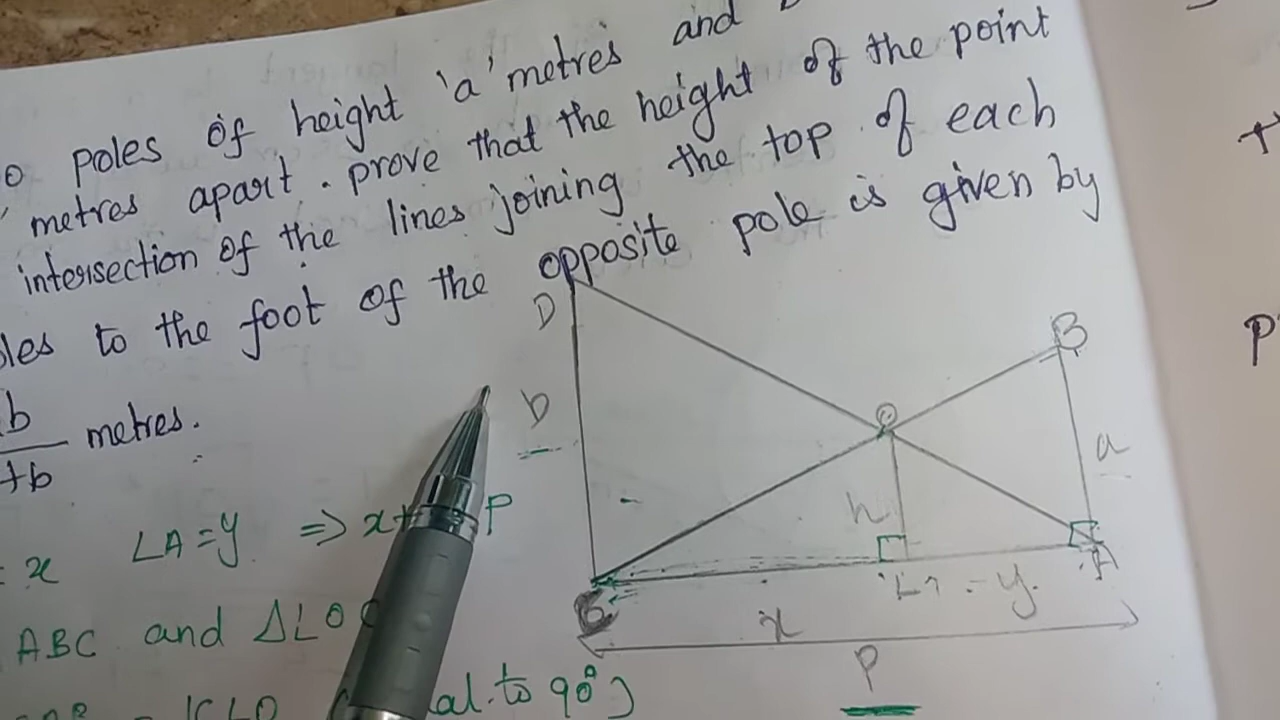 o poles of height 'a' metres and
' metres apart. prove that the height of the point
intersection of the lines joining the top of each
les to the foot of the opposite pole is given by
b
+b
metres.
D
b
B
O
a
h
L
y
A
x
P
= x LA = y ⇒ x+ P
ABC and ΔLOC
CLO al to 90°)